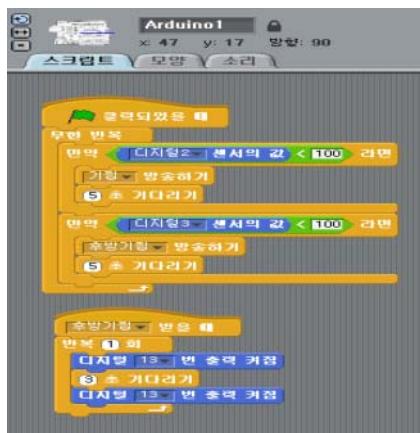 Arduino1
x: 47 y: 17 방향: 90
스크립트 모양 소리
클릭되었을 때
무한 반복
만약 디지털2 센서의 값 < 100 라면
거림 방송하기
5 초 기다리기
만약 디지털3 센서의 값 < 100 라면
후방거림 방송하기
5 초 기다리기
후방거림 받을 때
반복 1 회
디지털 13 번 출력 켜짐
3 초 기다리기
디지털 13 번 출력 켜짐